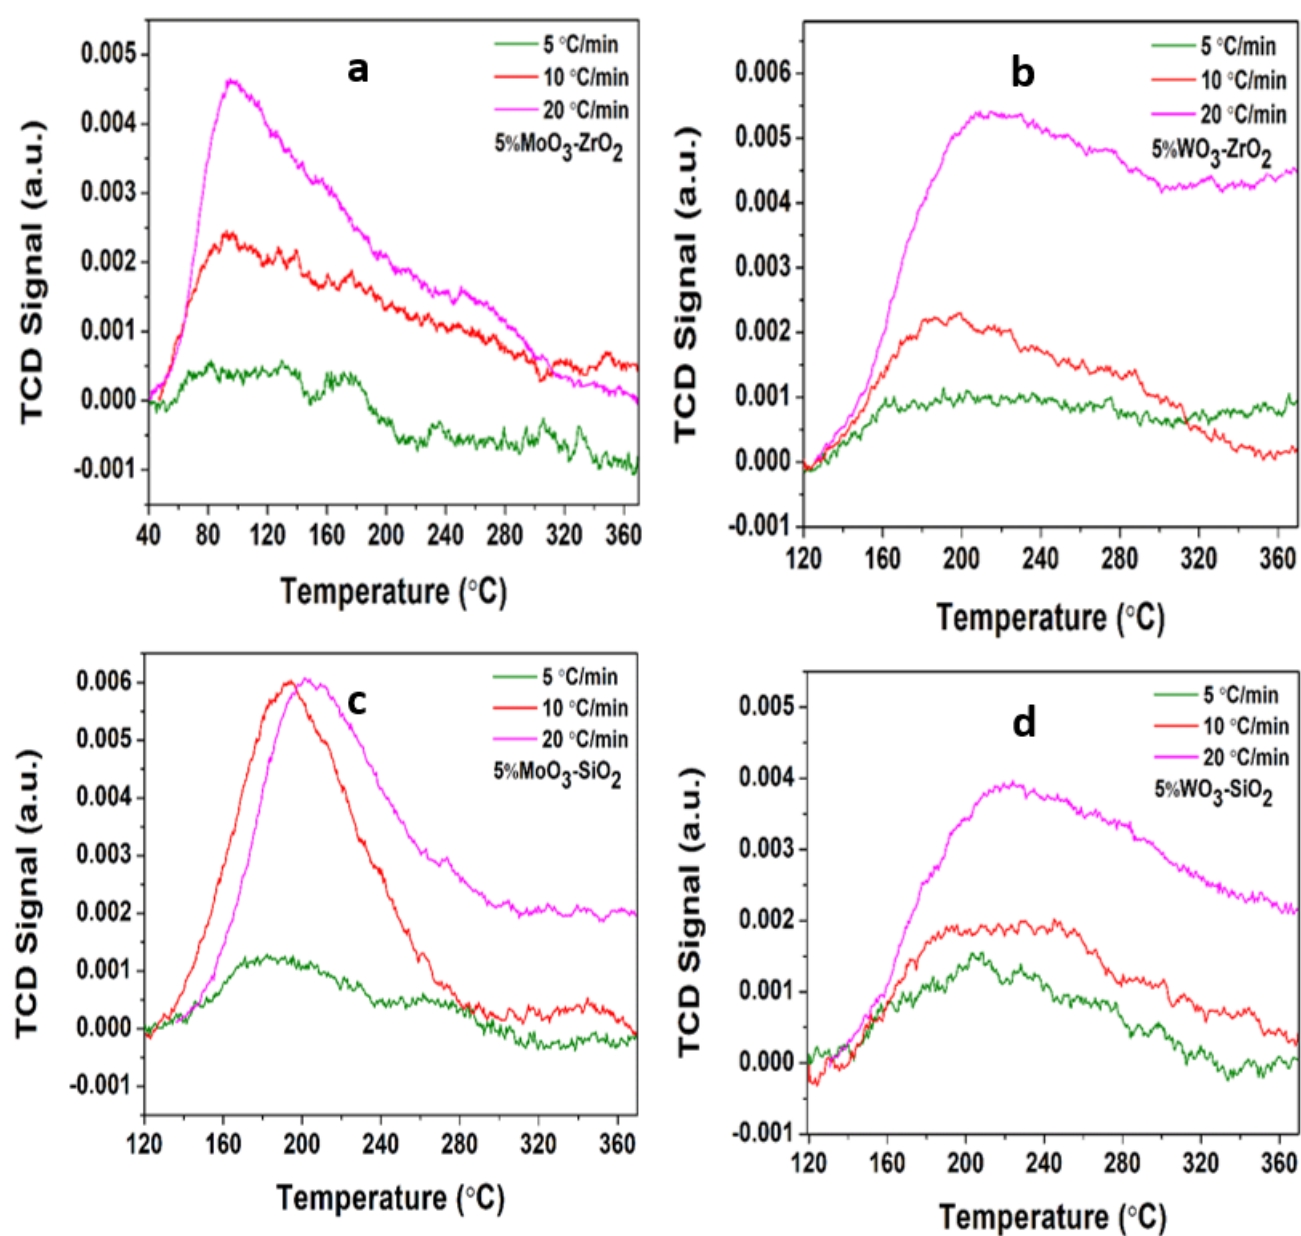 a
5 °C/min
10 °C/min
20 °C/min
5%MoO3-ZrO2
TCD Signal (a.u.)
0.005
0.004
0.003
0.002
0.001
0.000
-0.001
40 80 120 160 200 240 280 320 360
Temperature (°C)
b
5 °C/min
10 °C/min
20 °C/min
5%WO3-ZrO2
TCD Signal (a.u.)
0.006
0.005
0.004
0.003
0.002
0.001
0.000
-0.001
120 160 200 240 280 320 360
Temperature (°C)
c
5 °C/min
10 °C/min
20 °C/min
5%MoO3-SiO2
TCD Signal (a.u.)
0.006
0.005
0.004
0.003
0.002
0.001
0.000
-0.001
120 160 200 240 280 320 360
Temperature (°C)
d
5 °C/min
10 °C/min
20 °C/min
5%WO3-SiO2
TCD Signal (a.u.)
0.005
0.004
0.003
0.002
0.001
0.000
-0.001
120 160 200 240 280 320 360
Temperature (°C)